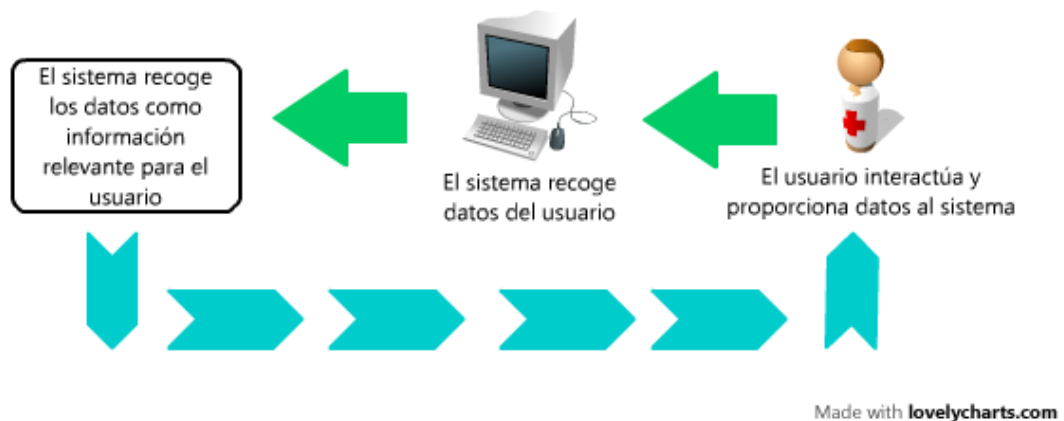 El sistema recoge
los datos como
información
relevante para el
usuario
El sistema recoge
datos del usuario
El usuario interactúa y
proporciona datos al sistema
Made with lovelycharts.com